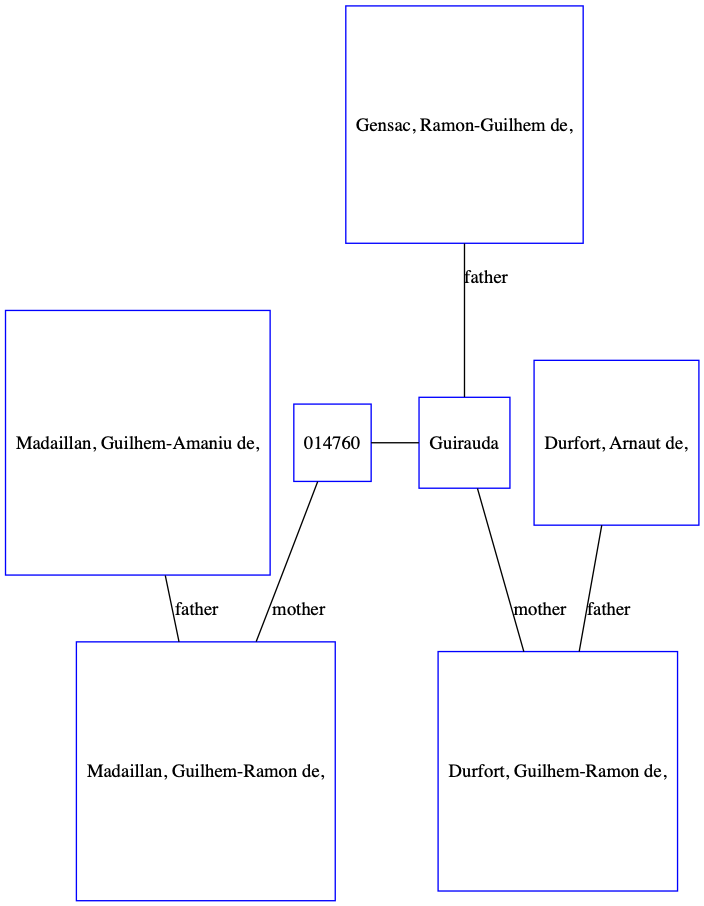 Gensac, Ramon-Guilhem de,
father
Madaillan, Guilhem-Amaniu de,
014760
Guirauda
Durfort, Arnaut de,
father
mother
mother
father
Madaillan, Guilhem-Ramon de,
Durfort, Guilhem-Ramon de,